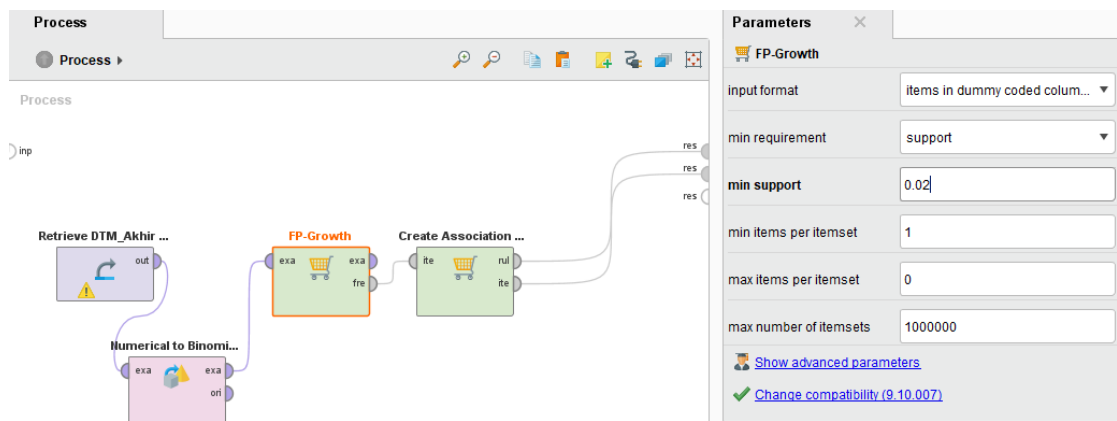 Process
Process
Process
inp
res
res
res
Retrieve DTM_Akhir ...
out
Numerical to Binomi...
exa
exa
ori
FP-Growth
exa
exa
fre
Create Association ...
ite
rul
ite
Parameters
FP-Growth
input format
items in dummy coded colum...
min requirement
support
min support
0.02
min items per itemset
1
max items per itemset
0
max number of itemsets
1000000
Show advanced parameters
Change compatibility (9.10.007)